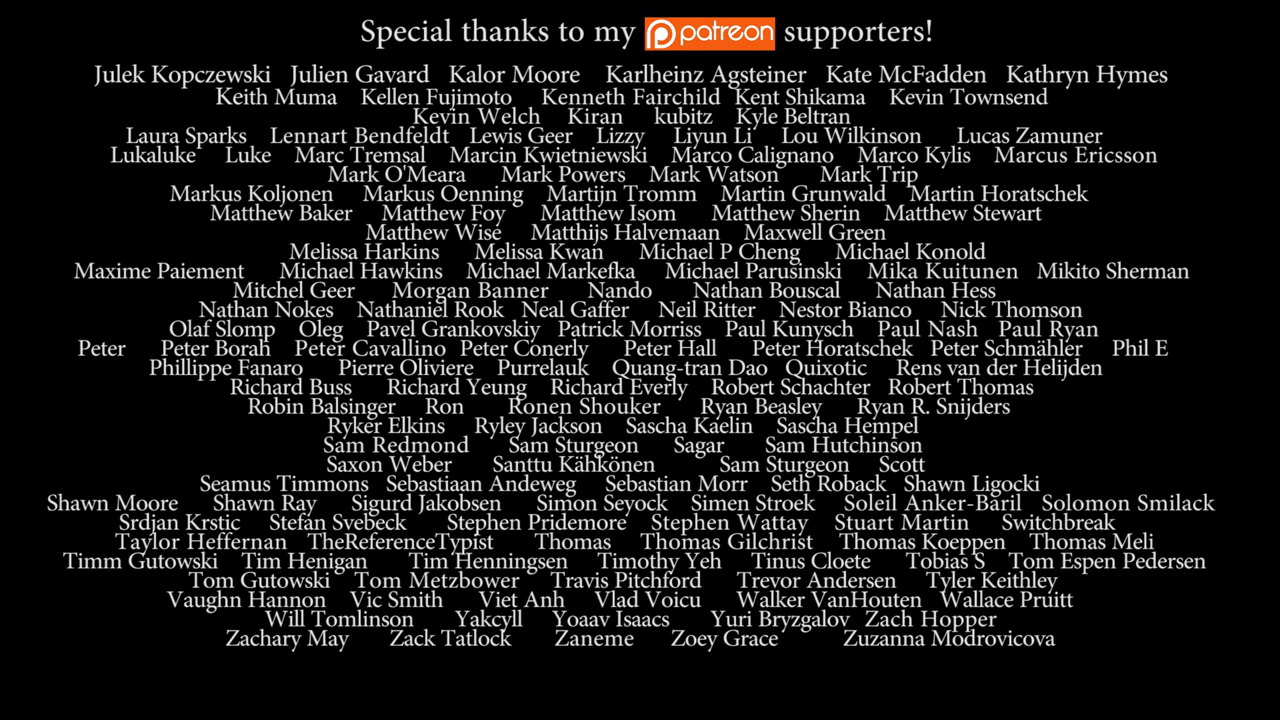 Special thanks to my patreon supporters!
Julek Kopczewski Julien Gavard Kalor Moore Karlheinz Agsteiner Kate McFadden Kathryn Hymes
Keith Muma Kellen Fujimoto Kenneth Fairchild Kent Shikama Kevin Townsend
Kevin Welch Kiran kubitz Kyle Beltran
Laura Sparks Lennart Bendfeldt Lewis Geer Lizzy Liyun Li Lou Wilkinson Lucas Zamuner
Lukaluke Luke Marc Tremsal Marcin Kwietniewski Marco Calignano Marco Kylis Marcus Ericsson
Mark O'Meara Mark Powers Mark Watson Mark Trip
Markus Koljonen Markus Oenning Martijn Tromm Martin Grunwald Martin Horatschek
Matthew Baker Matthew Foy Matthew Isom Matthew Sherin Matthew Stewart
Matthew Wise Matthijs Halvemaan Maxwell Green
Melissa Harkins Melissa Kwan Michael P Cheng Michael Konold
Maxime Paiement Michael Hawkins Michael Markefka Michael Parusinski Mika Kuitunen Mikito Sherman
Mitchel Geer Morgan Banner Nando Nathan Bouscal Nathan Hess
Nathan Nokes Nathaniel Rook Neal Gaffer Neil Ritter Nestor Bianco Nick Thomson
Olaf Slomp Oleg Pavel Grankovskiy Patrick Morriss Paul Kunysch Paul Nash Paul Ryan
Peter Peter Borah Peter Cavallino Peter Conerly Peter Hall Peter Horatschek Peter Schmähler Phil E
Phillippe Fanaro Pierre Oliviere Purrelauk Quang-tran Dao Quixotic Rens van der Helijden
Richard Buss Richard Yeung Richard Everly Robert Schachter Robert Thomas
Robin Balsinger Ron Ronen Shouker Ryan Beasley Ryan R. Snijders
Ryker Elkins Ryley Jackson Sascha Kaelin Sascha Hempel
Sam Redmond Sam Sturgeon Sagar Sam Hutchinson
Saxon Weber Santtu Kähkönen Sam Sturgeon Scott
Seamus Timmons Sebastiaan Andeweg Sebastian Morr Seth Roback Shawn Ligocki
Shawn Moore Shawn Ray Sigurd Jakobsen Simon Seyock Simen Stroek Soleil Anker-Baril Solomon Smilack
Srdjan Krstic Stefan Svebeck Stephen Pridemore Stephen Wattay Stuart Martin Switchbreak
Taylor Heffernan TheReferenceTypist Thomas Thomas Gilchrist Thomas Koeppen Thomas Meli
Timm Gutowski Tim Henigan Tim Henningsen Timothy Yeh Tinus Cloete Tobias S Tom Espen Pedersen
Tom Gutowski Tom Metzbower Travis Pitchford Trevor Andersen Tyler Keithley
Vaughn Hannon Vic Smith Viet Anh Vlad Voicu Walker VanHouten Wallace Pruitt
Will Tomlinson Yakcyll Yoaav Isaacs Yuri Bryzgalov Zach Hopper
Zachary May Zack Tatlock Zaneme Zoey Grace Zuzanna Modrovicova